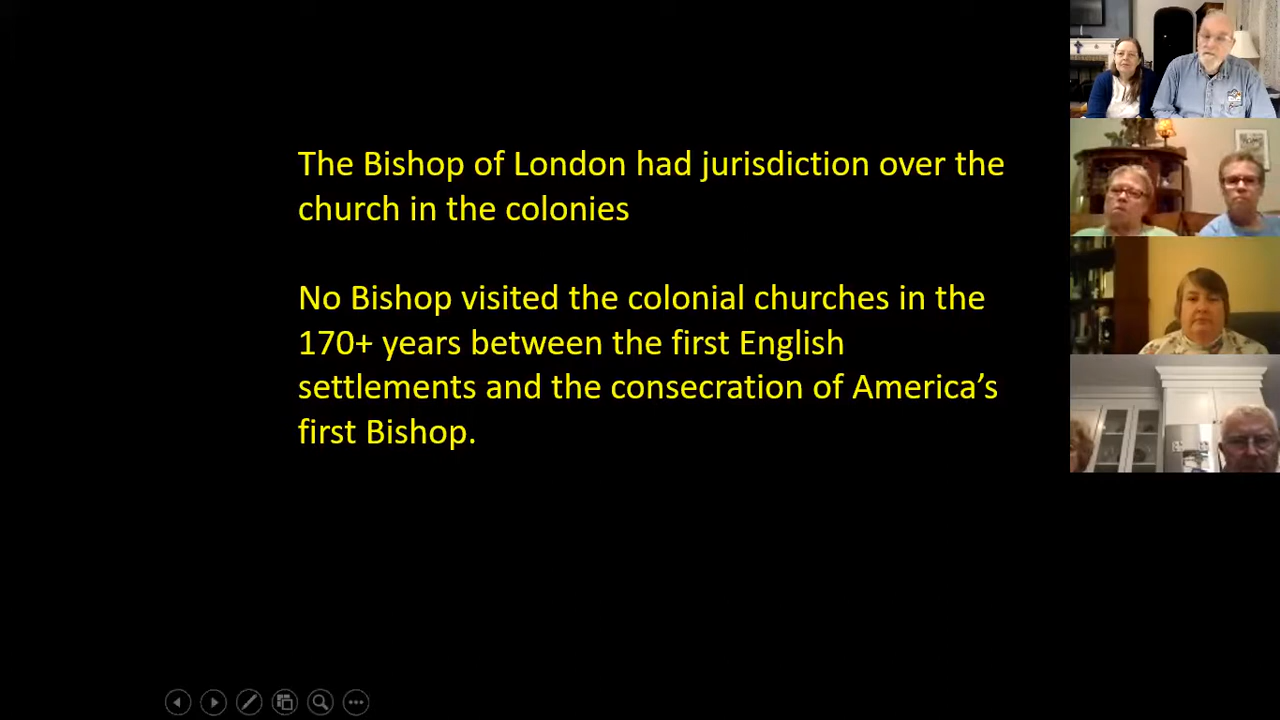 The Bishop of London had jurisdiction over the
church in the colonies
No Bishop visited the colonial churches in the
170+ years between the first English
settlements and the consecration of America’s
first Bishop.